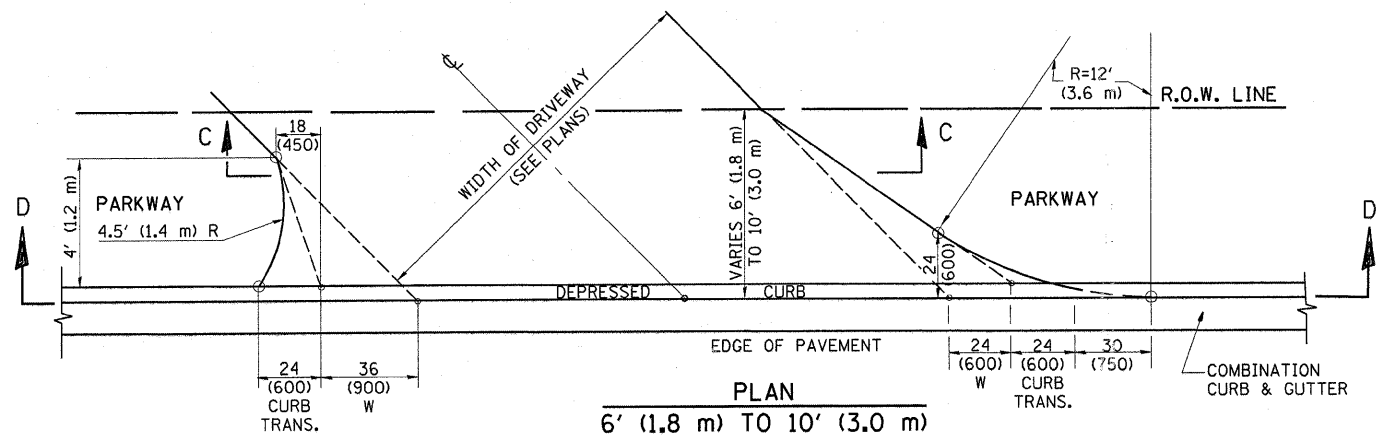 ℄
R=12'
(3.6 m)
R.O.W. LINE
C
18
(450)
WIDTH OF DRIVEWAY
(SEE PLANS)
C
D
4' (1.2 m)
PARKWAY
4.5' (1.4 m) R
VARIES 6' (1.8 m)
TO 10' (3.0 m)
PARKWAY
D
24
(600)
DEPRESSED CURB
EDGE OF PAVEMENT
24
(600)
CURB
TRANS.
36
(900)
W
24
(600)
W
24
(600)
CURB
TRANS.
30
(750)
COMBINATION
CURB & GUTTER
PLAN
6' (1.8 m) TO 10' (3.0 m)